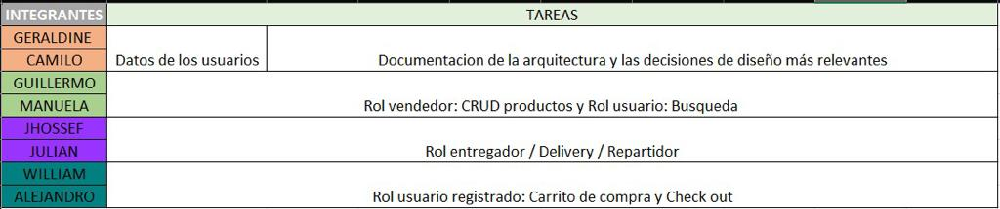 INTEGRANTES TAREAS
GERALDINE
CAMILO Datos de los usuarios Documentacion de la arquitectura y las decisiones de diseño más relevantes
GUILLERMO
MANUELA Rol vendedor: CRUD productos y Rol usuario: Busqueda
JHOSSEF
JULIAN Rol entregador / Delivery / Repartidor
WILLIAM
ALEJANDRO Rol usuario registrado: Carrito de compra y Check out